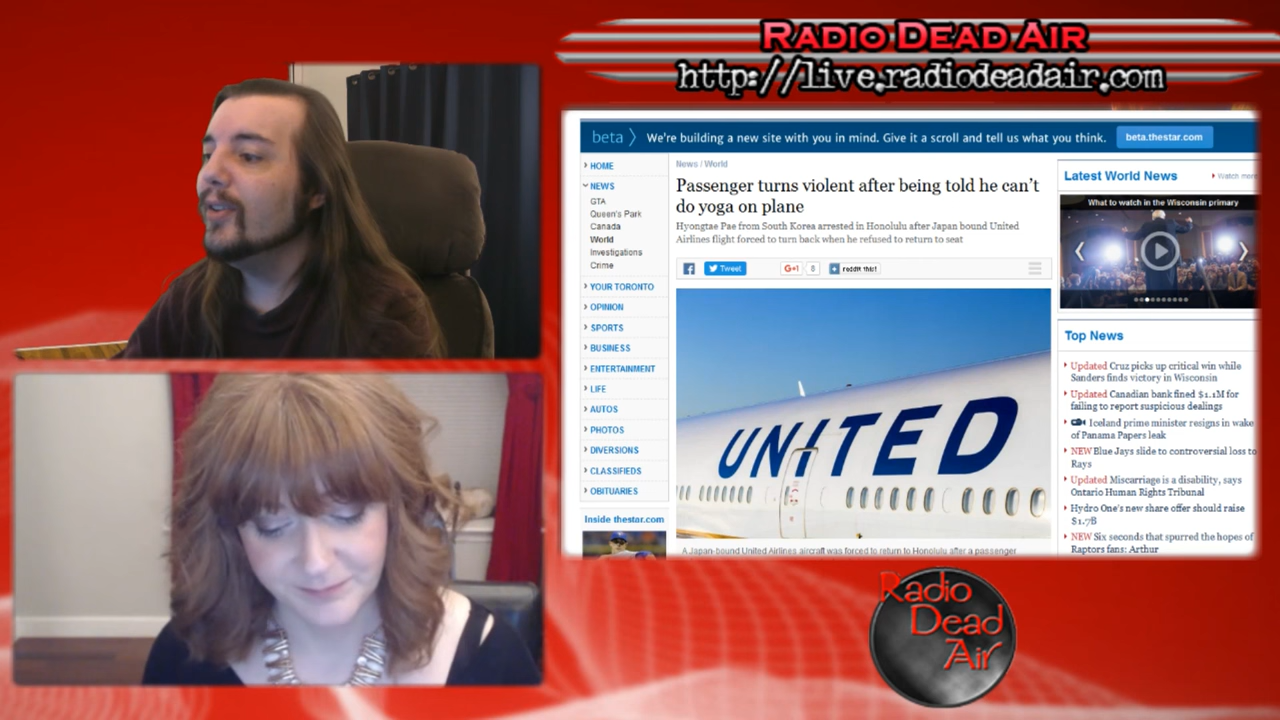 RADIO DEAD AIR
http://live.radiodeadair.com
beta
We're building a new site with you in mind. Give it a scroll and tell us what you think.
beta.thestar.com
HOME
NEWS
GTA
Queen's Park
Canada
World
Investigations
Crime
YOUR TORONTO
OPINION
SPORTS
BUSINESS
ENTERTAINMENT
LIFE
AUTOS
PHOTOS
DIVERSIONS
CLASSIFIEDS
OBITUARIES
Inside thestar.com
News / World
Passenger turns violent after being told he can't
do yoga on plane
Hyongtae Pae from South Korea arrested in Honolulu after Japan bound United
Airlines flight forced to turn back when he refused to return to seat
Tweet
G+1
8
reddit this!
UNITED
A Japan-bound United Airlines aircraft was forced to return to Honolulu after a passenger
Latest World News
Watch more
What to watch in the Wisconsin primary
Top News
Updated Cruz picks up critical win while
Sanders finds victory in Wisconsin
Updated Canadian bank fined $1.1M for
failing to report suspicious dealings
Iceland prime minister resigns in wake
of Panama Papers leak
NEW Blue Jays slide to controversial loss to
Rays
Updated Miscarriage is a disability, says
Ontario Human Rights Tribunal
Hydro One's new share offer should raise
$1.7B
NEW Six seconds that spurred the hopes of
Raptors fans: Arthur
Radio
Dead
Air